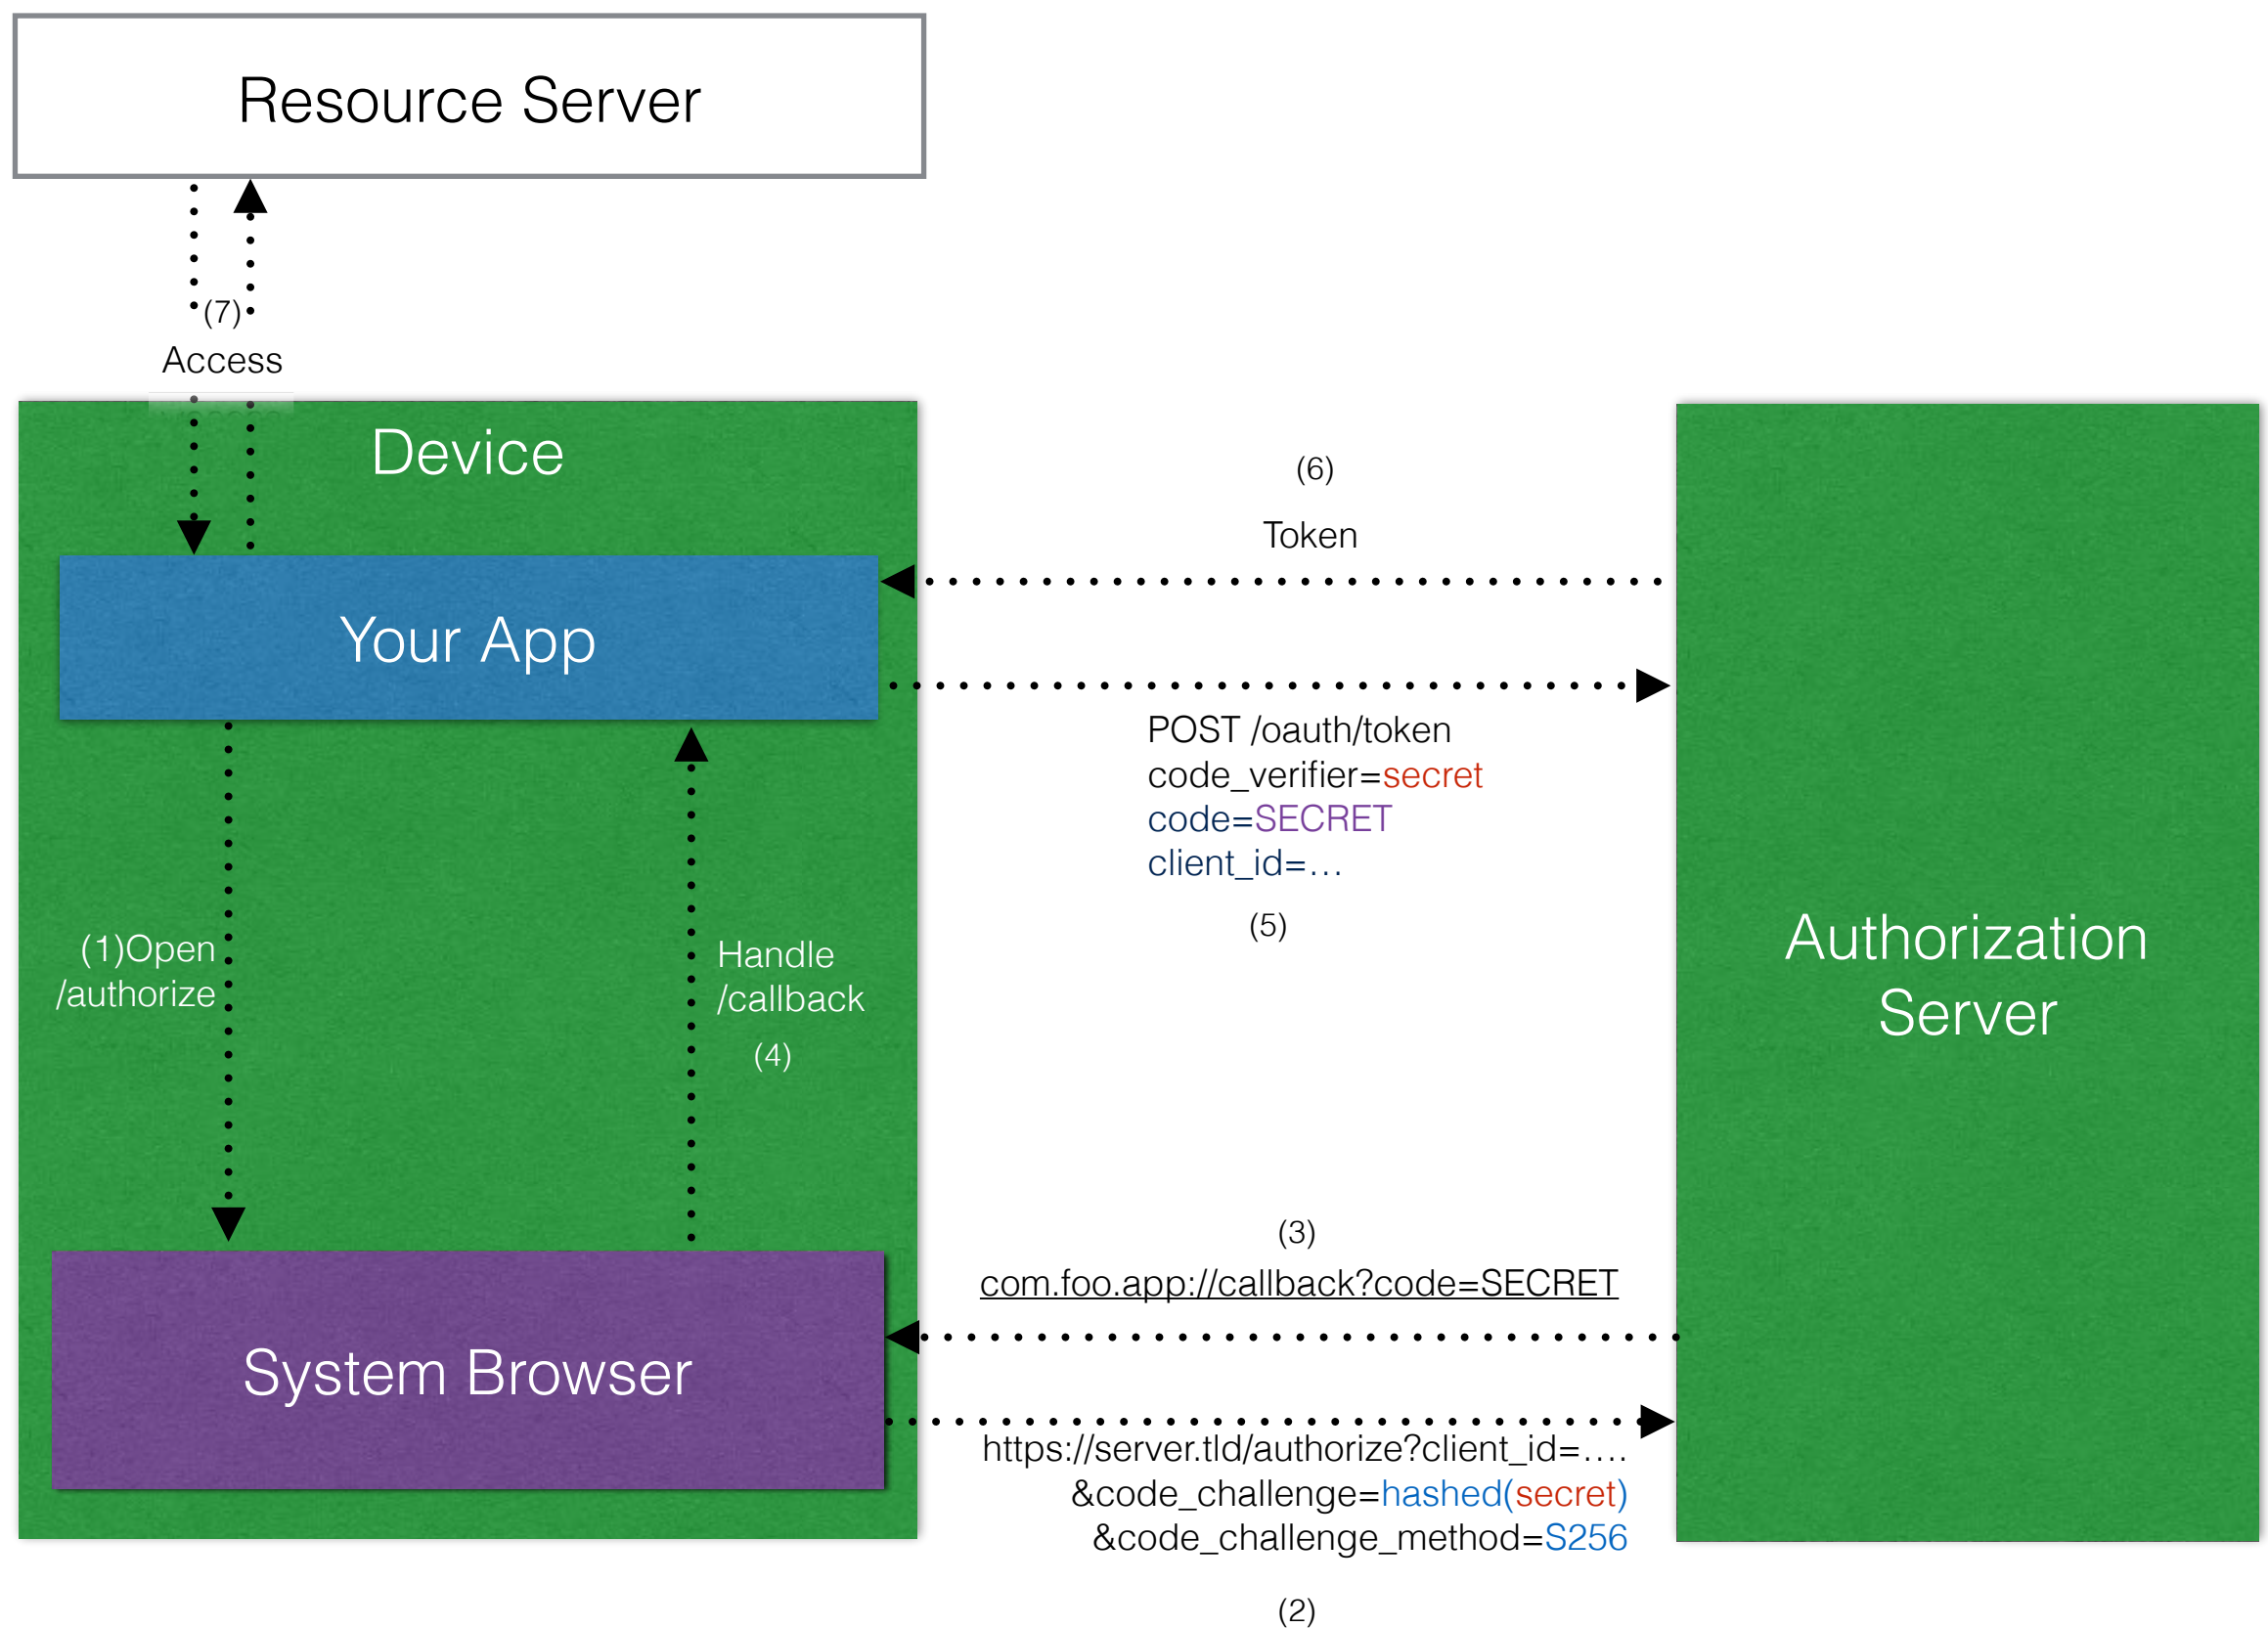 Resource Server
(7)
Access
Device
Your App
(1)Open
/authorize
Handle
/callback
(4)
System Browser
(6)
Token
POST /oauth/token
code_verifier=secret
code=SECRET
client_id=…
(5)
(3)
com.foo.app://callback?code=SECRET
https://server.tld/authorize?client_id=….
&code_challenge=hashed(secret)
&code_challenge_method=S256
(2)
Authorization
Server